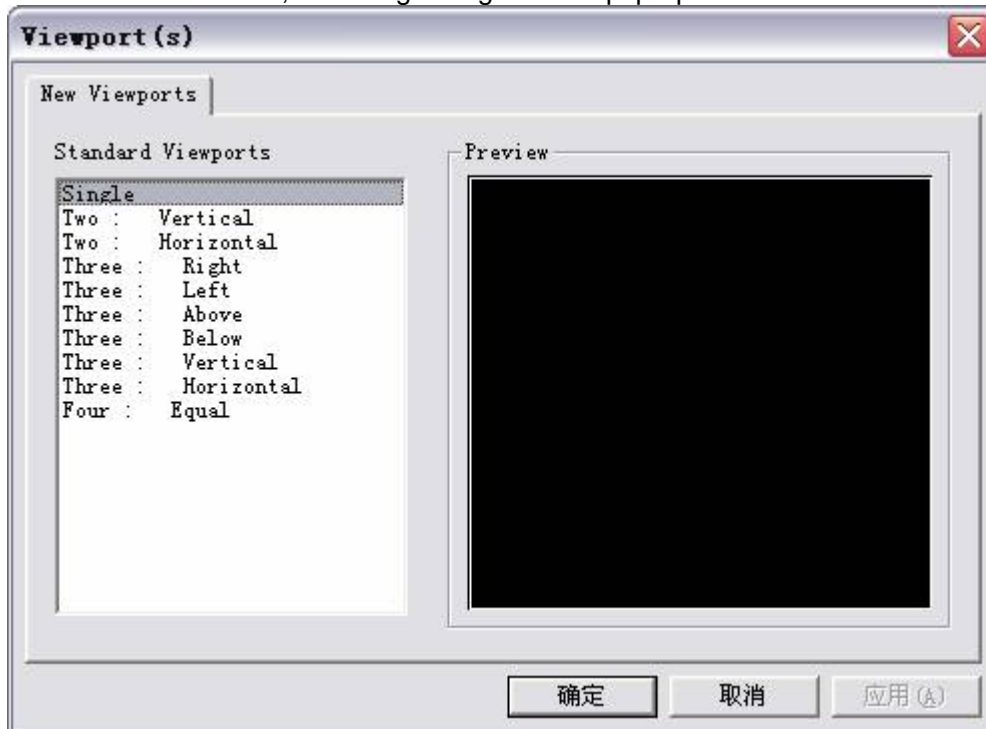 Viewport(s)
New Viewports
Standard Viewports
Preview
Single
Two : Vertical
Two : Horizontal
Three : Right
Three : Left
Three : Above
Three : Below
Three : Vertical
Three : Horizontal
Four : Equal
确定 取消 应用(A)